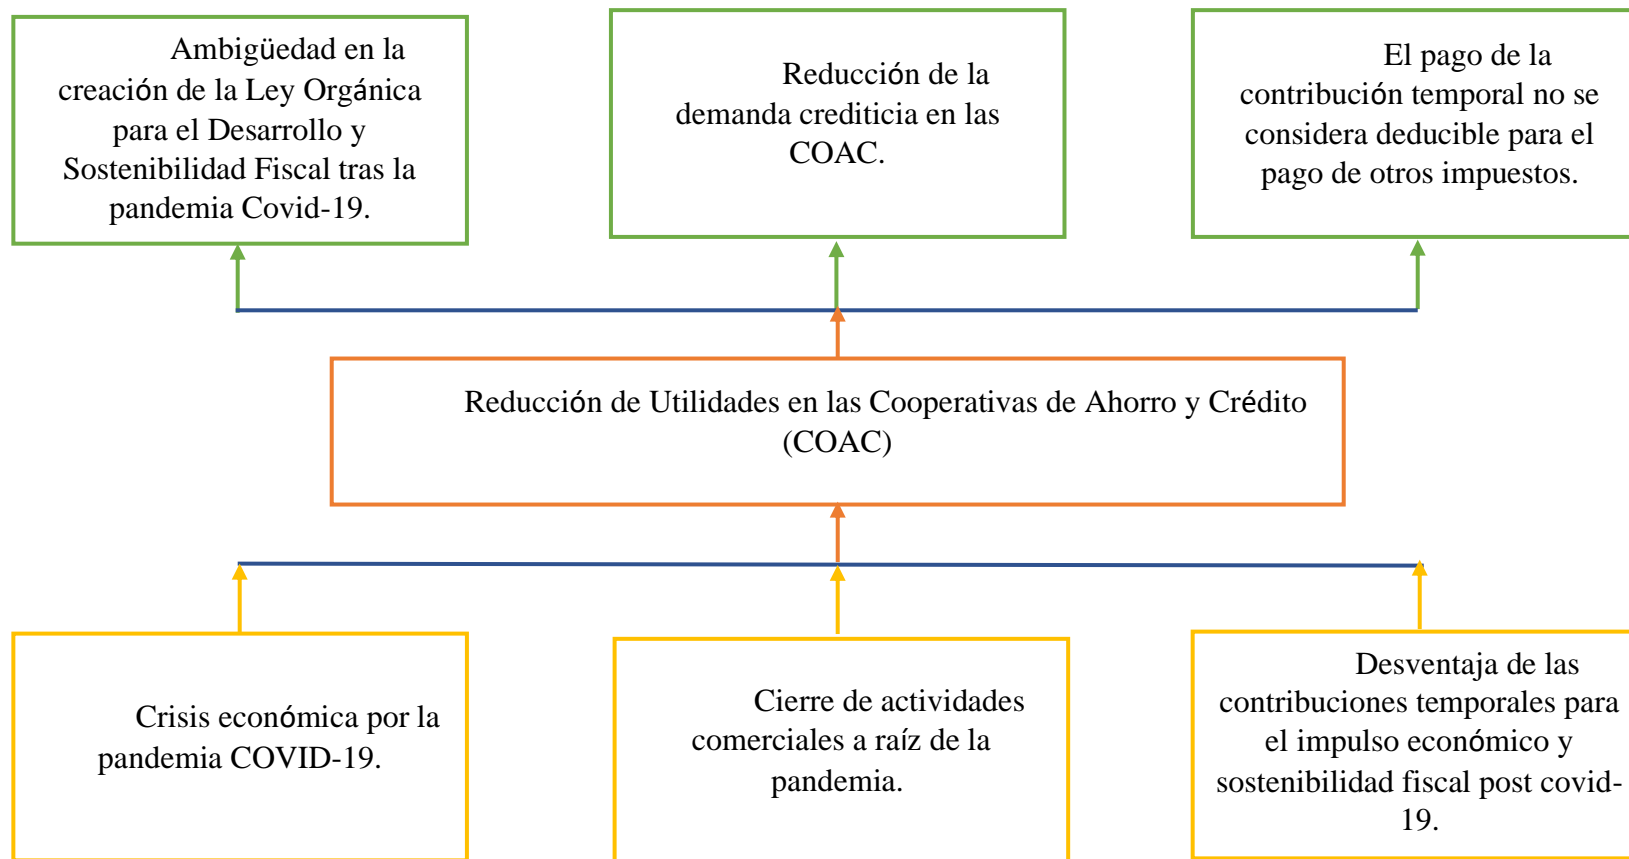 Ambigüedad en la
creación de la Ley Orgánica
para el Desarrollo y
Sostenibilidad Fiscal tras la
pandemia Covid-19.
Reducción de la
demanda crediticia en las
COAC.
El pago de la
contribución temporal no se
considera deducible para el
pago de otros impuestos.
Reducción de Utilidades en las Cooperativas de Ahorro y Crédito
(COAC)
Crisis económica por la
pandemia COVID-19.
Cierre de actividades
comerciales a raíz de la
pandemia.
Desventaja de las
contribuciones temporales para
el impulso económico y
sostenibilidad fiscal post covid-
19.